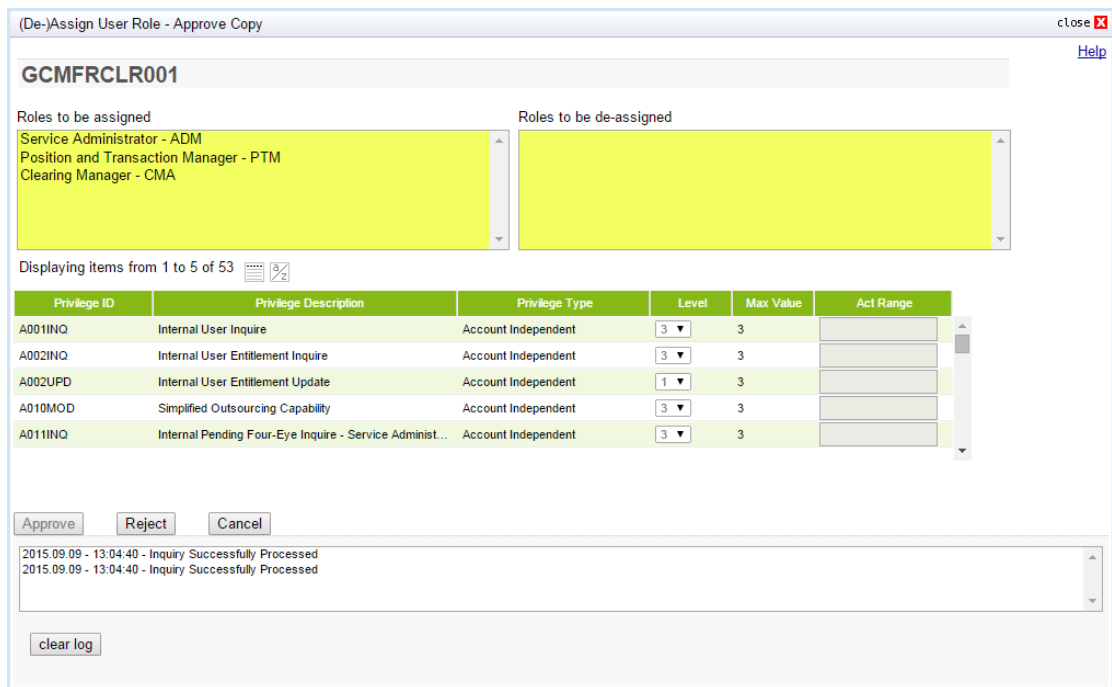 (De-)Assign User Role - Approve Copy
close X
Help
GCMFRCLR001
Roles to be assigned
Roles to be de-assigned
Service Administrator - ADM
Position and Transaction Manager - PTM
Clearing Manager - CMA
Displaying items from 1 to 5 of 53 a/z
Privilege ID Privilege Description Privilege Type Level Max Value Act Range
A001INQ Internal User Inquire Account Independent 3 3
A002INQ Internal User Entitlement Inquire Account Independent 3 3
A002UPD Internal User Entitlement Update Account Independent 1 3
A010MOD Simplified Outsourcing Capability Account Independent 3 3
A011INQ Internal Pending Four-Eye Inquire - Service Administ... Account Independent 3 3
Approve Reject Cancel
2015.09.09 - 13:04:40 - Inquiry Successfully Processed
2015.09.09 - 13:04:40 - Inquiry Successfully Processed
clear log